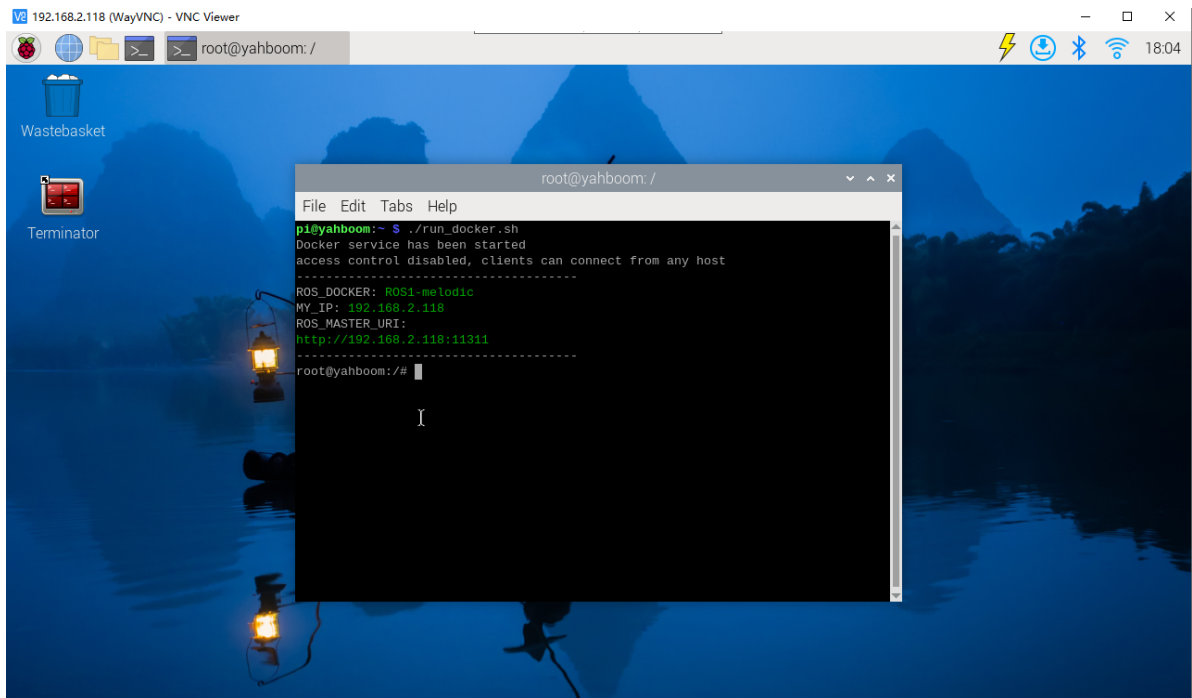 192.168.2.118 (WayVNC) - VNC Viewer
root@yahboom: /
18:04
Wastebasket
Terminator
root@yahboom: /
File Edit Tabs Help
pi@yahboom:~ $ ./run_docker.sh
Docker service has been started
access control disabled, clients can connect from any host
--------------------------------------
ROS_DOCKER: ROS1-melodic
MY_IP: 192.168.2.118
ROS_MASTER_URI:
http://192.168.2.118:11311
--------------------------------------
root@yahboom:/#